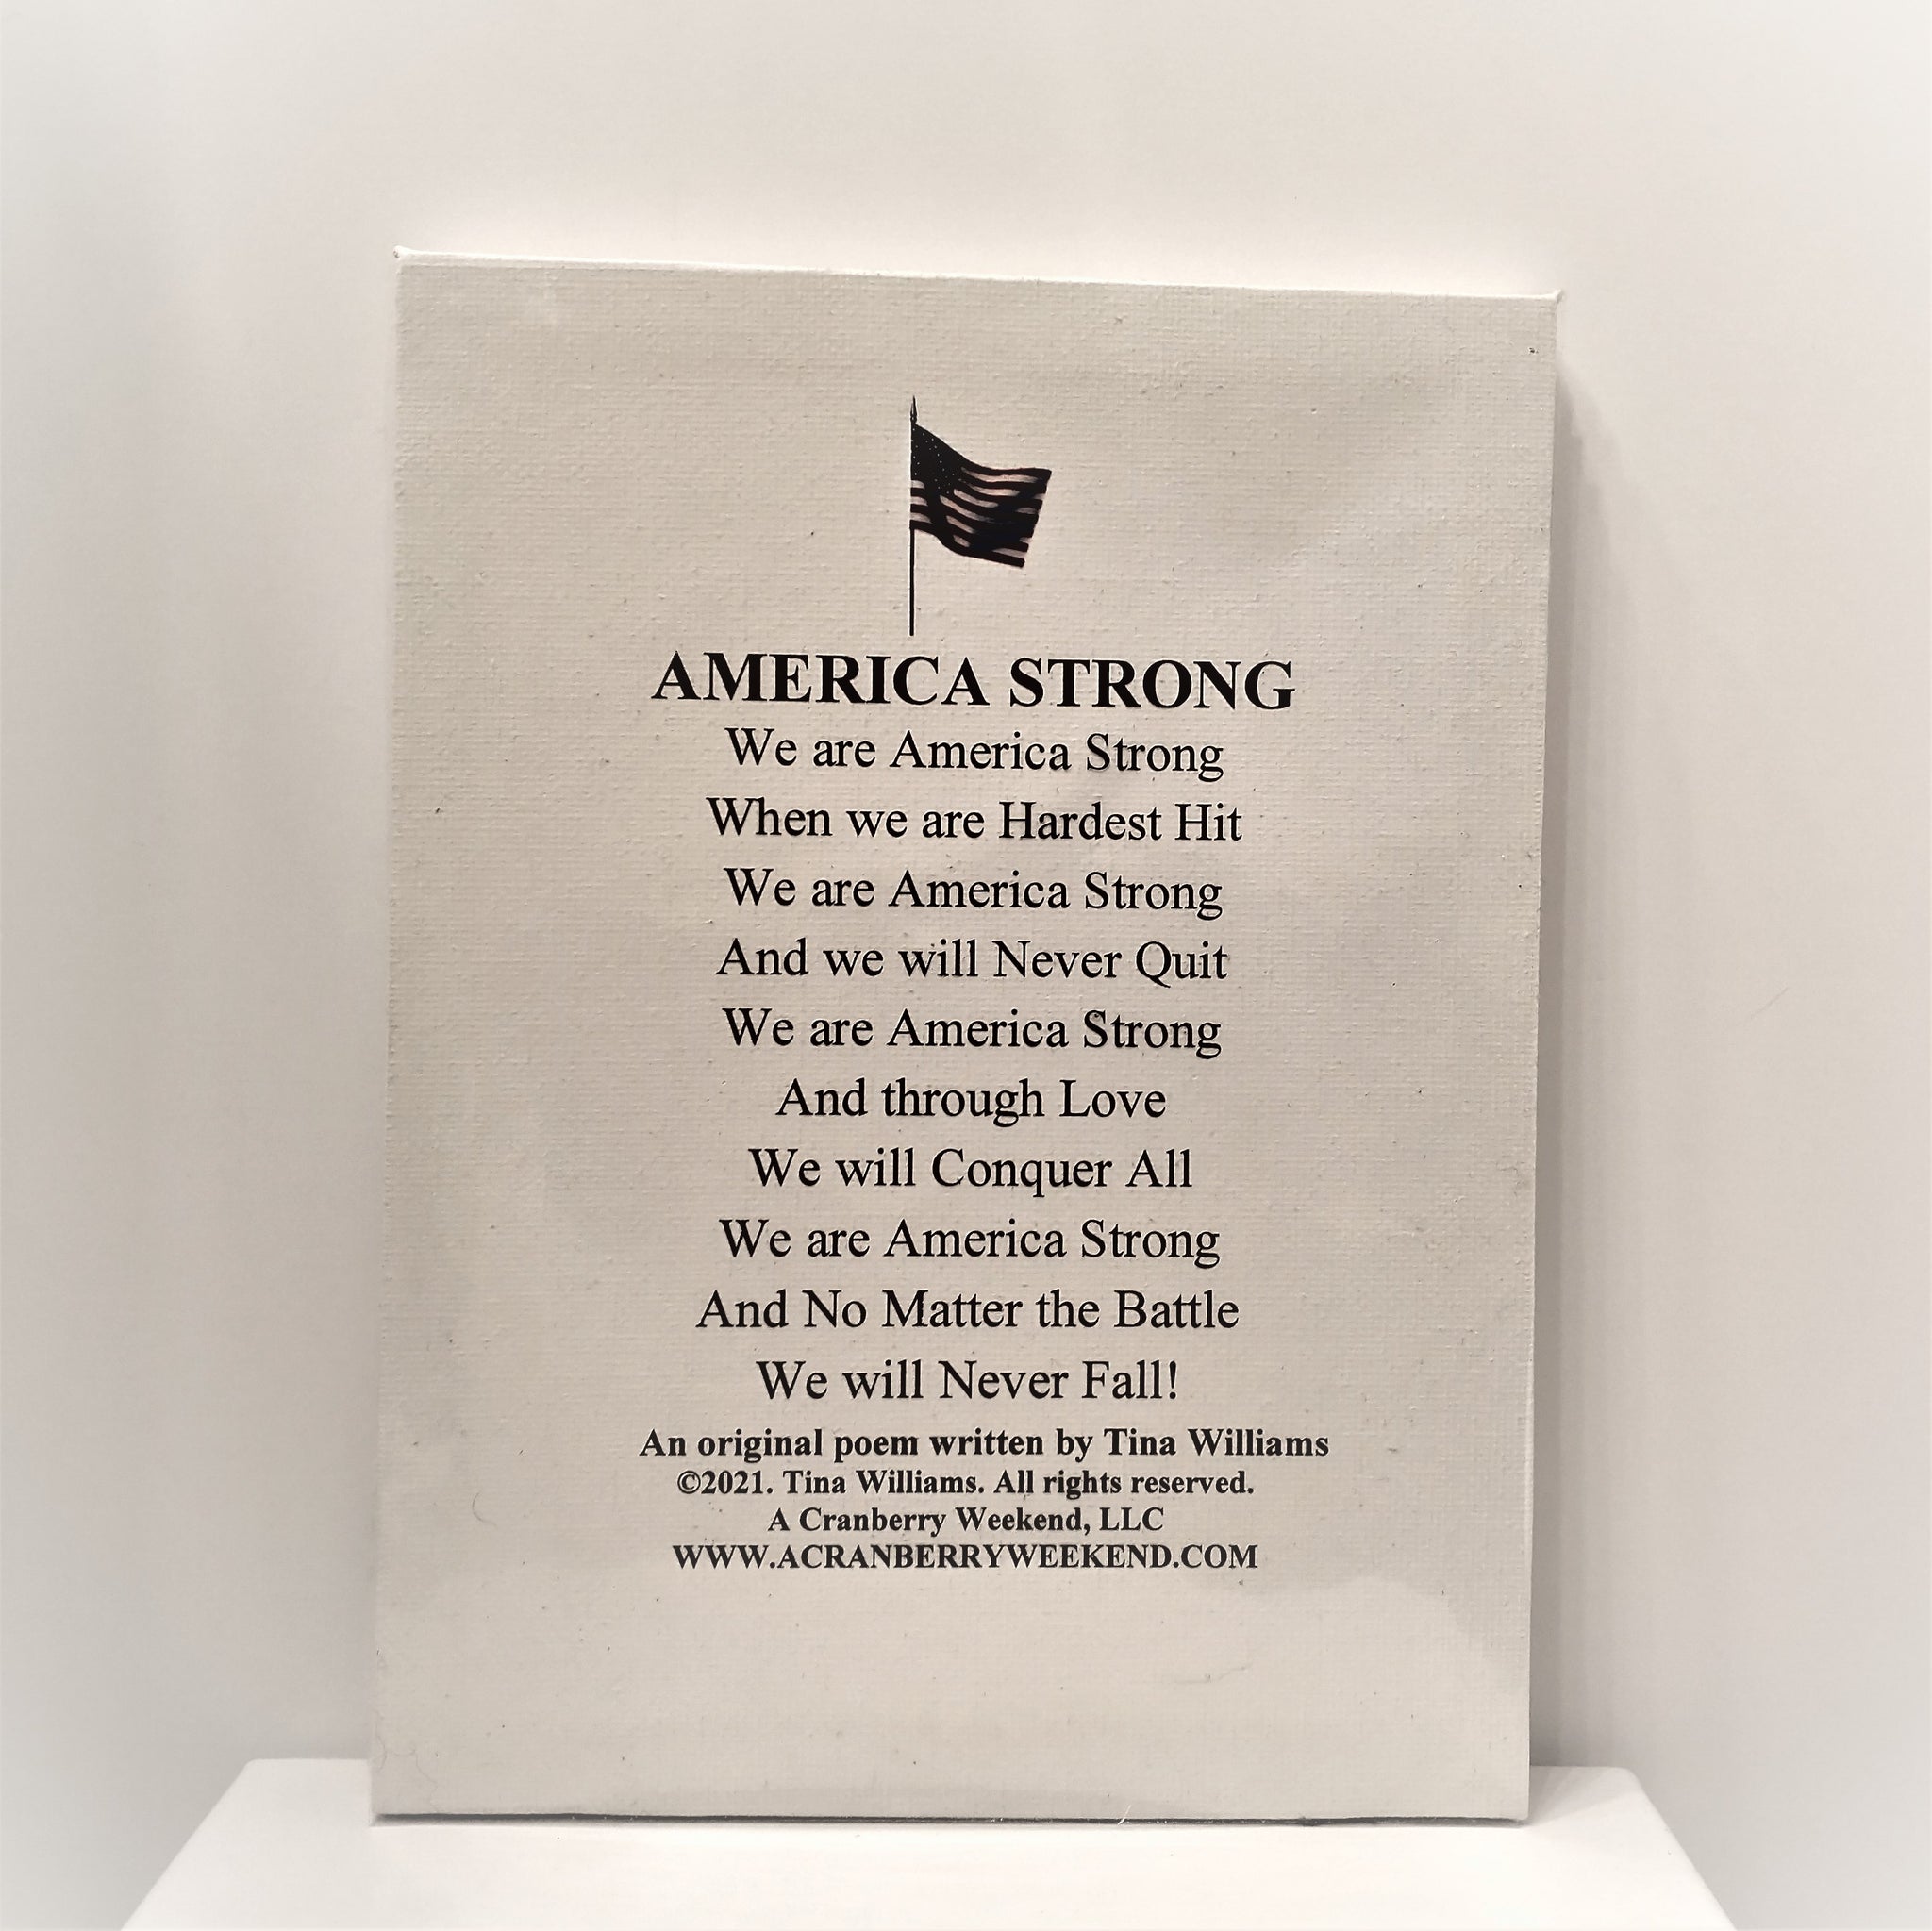 AMERICA STRONG
We are America Strong
When we are Hardest Hit
We are America Strong
And we will Never Quit
We are America Strong
And through Love
We will Conquer All
We are America Strong
And No Matter the Battle
We will Never Fall!
An original poem written by Tina Williams
©2021. Tina Williams. All rights reserved.
A Cranberry Weekend, LLC
WWW.ACRANBERRYWEEKEND.COM